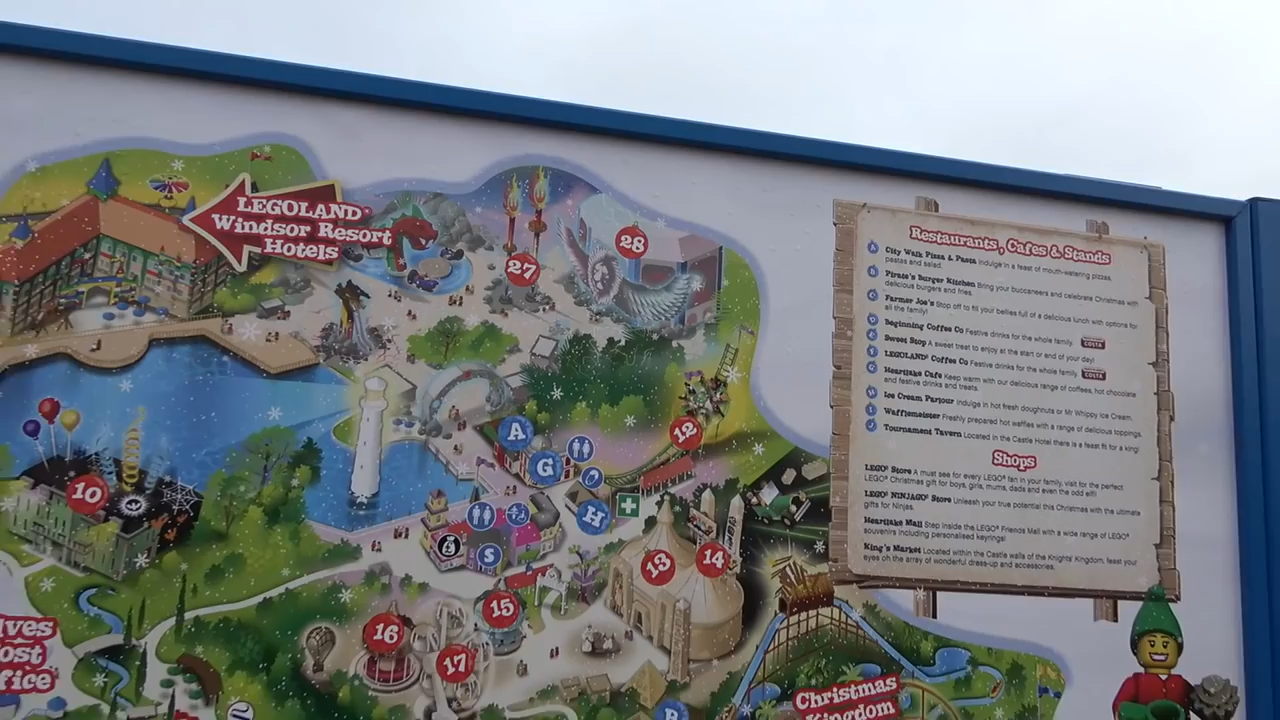 LEGOLAND
Windsor Resort
Hotels
28
27
12
10
A
G
H
S
13
14
15
16
17
Christmas
Kingdom
Restaurants, Cafes & Stands
A City Walk Pizza & Pasta Indulge in a feast of mouth-watering pizzas,
pastas and salad.
Pirate's Burger Kitchen Bring your buccaneers and celebrate Christmas with
delicious burgers and fries.
Farmer Joe's Stop off to fill your bellies full of a delicious lunch with options for
all the family!
Beginning Coffee Co Festive drinks for the whole family. COSTA
Sweet Stop A sweet treat to enjoy at the start or end of your day!
LEGOLAND® Coffee Co Festive drinks for the whole family. COSTA
Heartlake Cafe Keep warm with our delicious range of coffees, hot chocolate
and festive drinks and treats.
Ice Cream Parlour Indulge in hot fresh doughnuts or Mr Whippy Ice Cream.
Wafflemeister Freshly prepared hot waffles with a range of delicious toppings.
Tournament Tavern Located in the Castle Hotel there is a feast fit for a king!
Shops
LEGO® Store A must see for every LEGO® fan in your family, visit for the perfect
LEGO® Christmas gift for boys, girls, mums, dads and even the odd elf!
LEGO® NINJAGO® Store Unleash your true potential this Christmas with the ultimate
gifts for Ninjas.
Heartlake Mall Step inside the LEGO® Friends Mall with a wide range of LEGO®
souvenirs including personalised keyrings!
King's Market Located within the Castle walls of the Knights' Kingdom, feast your
eyes on the array of wonderful dress-up and accessories.